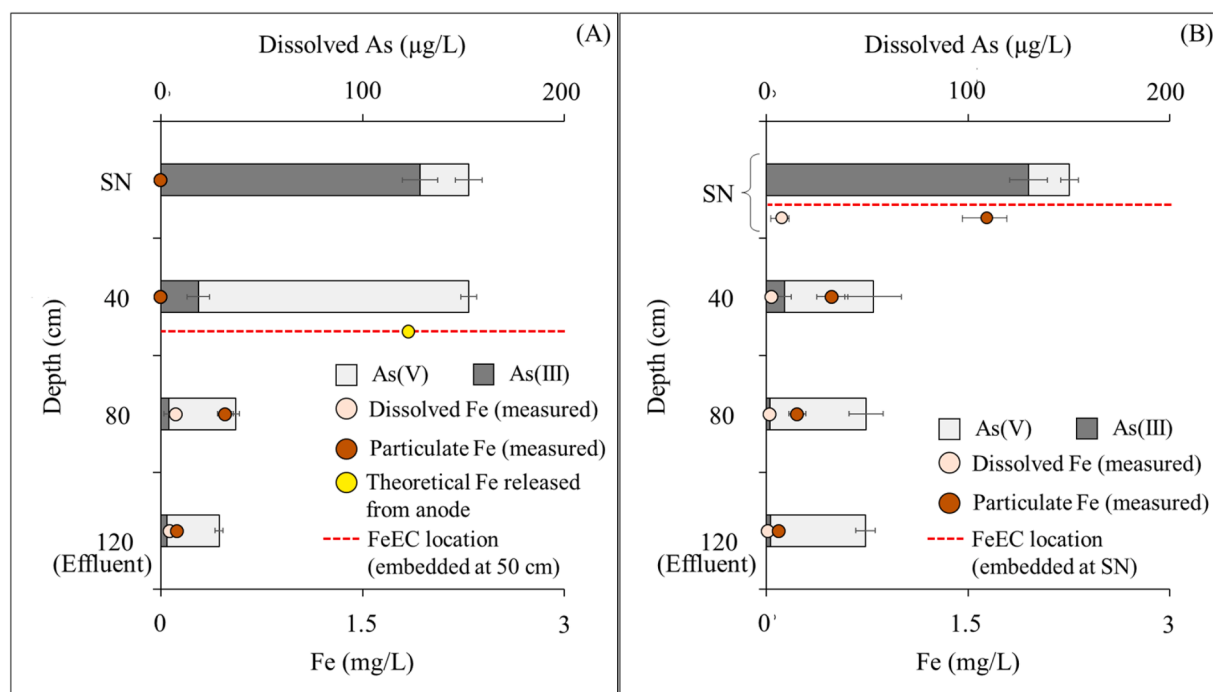 (A)
Dissolved As (µg/L)
0 100 200
SN
40
80
120
(Effluent)
Depth (cm)
As(V) As(III)
Dissolved Fe (measured)
Particulate Fe (measured)
Theoretical Fe released
from anode
FeEC location
(embedded at 50 cm)
0 1.5 3
Fe (mg/L)
(B)
Dissolved As (µg/L)
0 100 200
SN
40
80
120
(Effluent)
Depth (cm)
As(V) As(III)
Dissolved Fe (measured)
Particulate Fe (measured)
FeEC location
(embedded at SN)
0 1.5 3
Fe (mg/L)